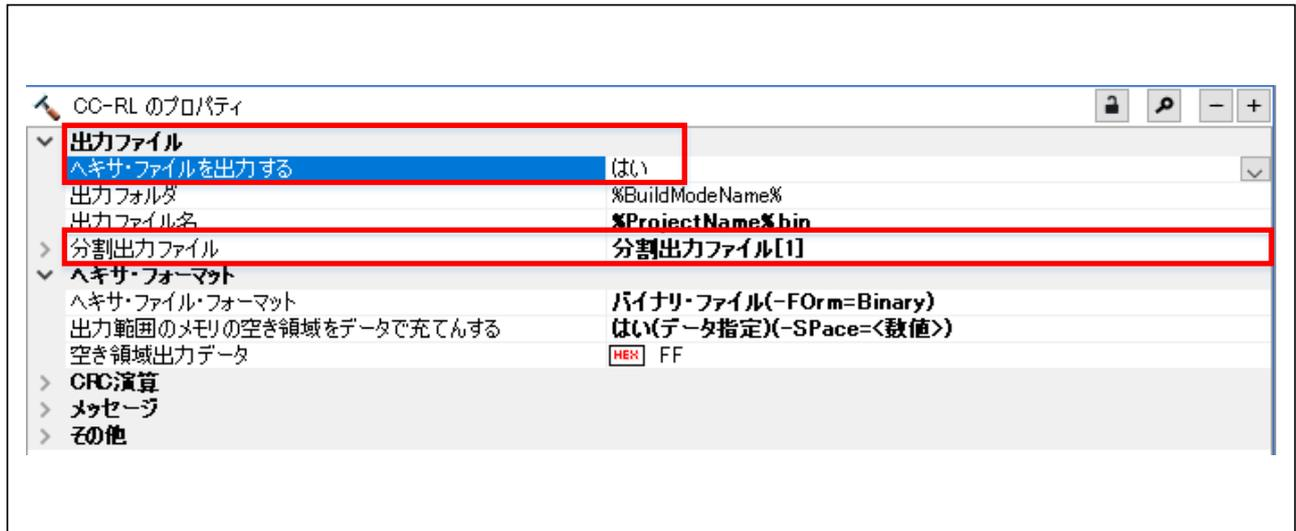 CC-RL のプロパティ
出力ファイル
ヘキサ・ファイルを出力する はい
出力フォルダ %BuildModeName%
出力ファイル名 %ProjectName%.bin
分割出力ファイル 分割出力ファイル[1]
ヘキサ・フォーマット
ヘキサ・ファイル・フォーマット バイナリ・ファイル(-FOrm=Binary)
出力範囲のメモリの空き領域をデータで充てんする はい(データ指定)(-SPace=<数値>)
空き領域出力データ HEX FF
CRC演算
メッセージ
その他